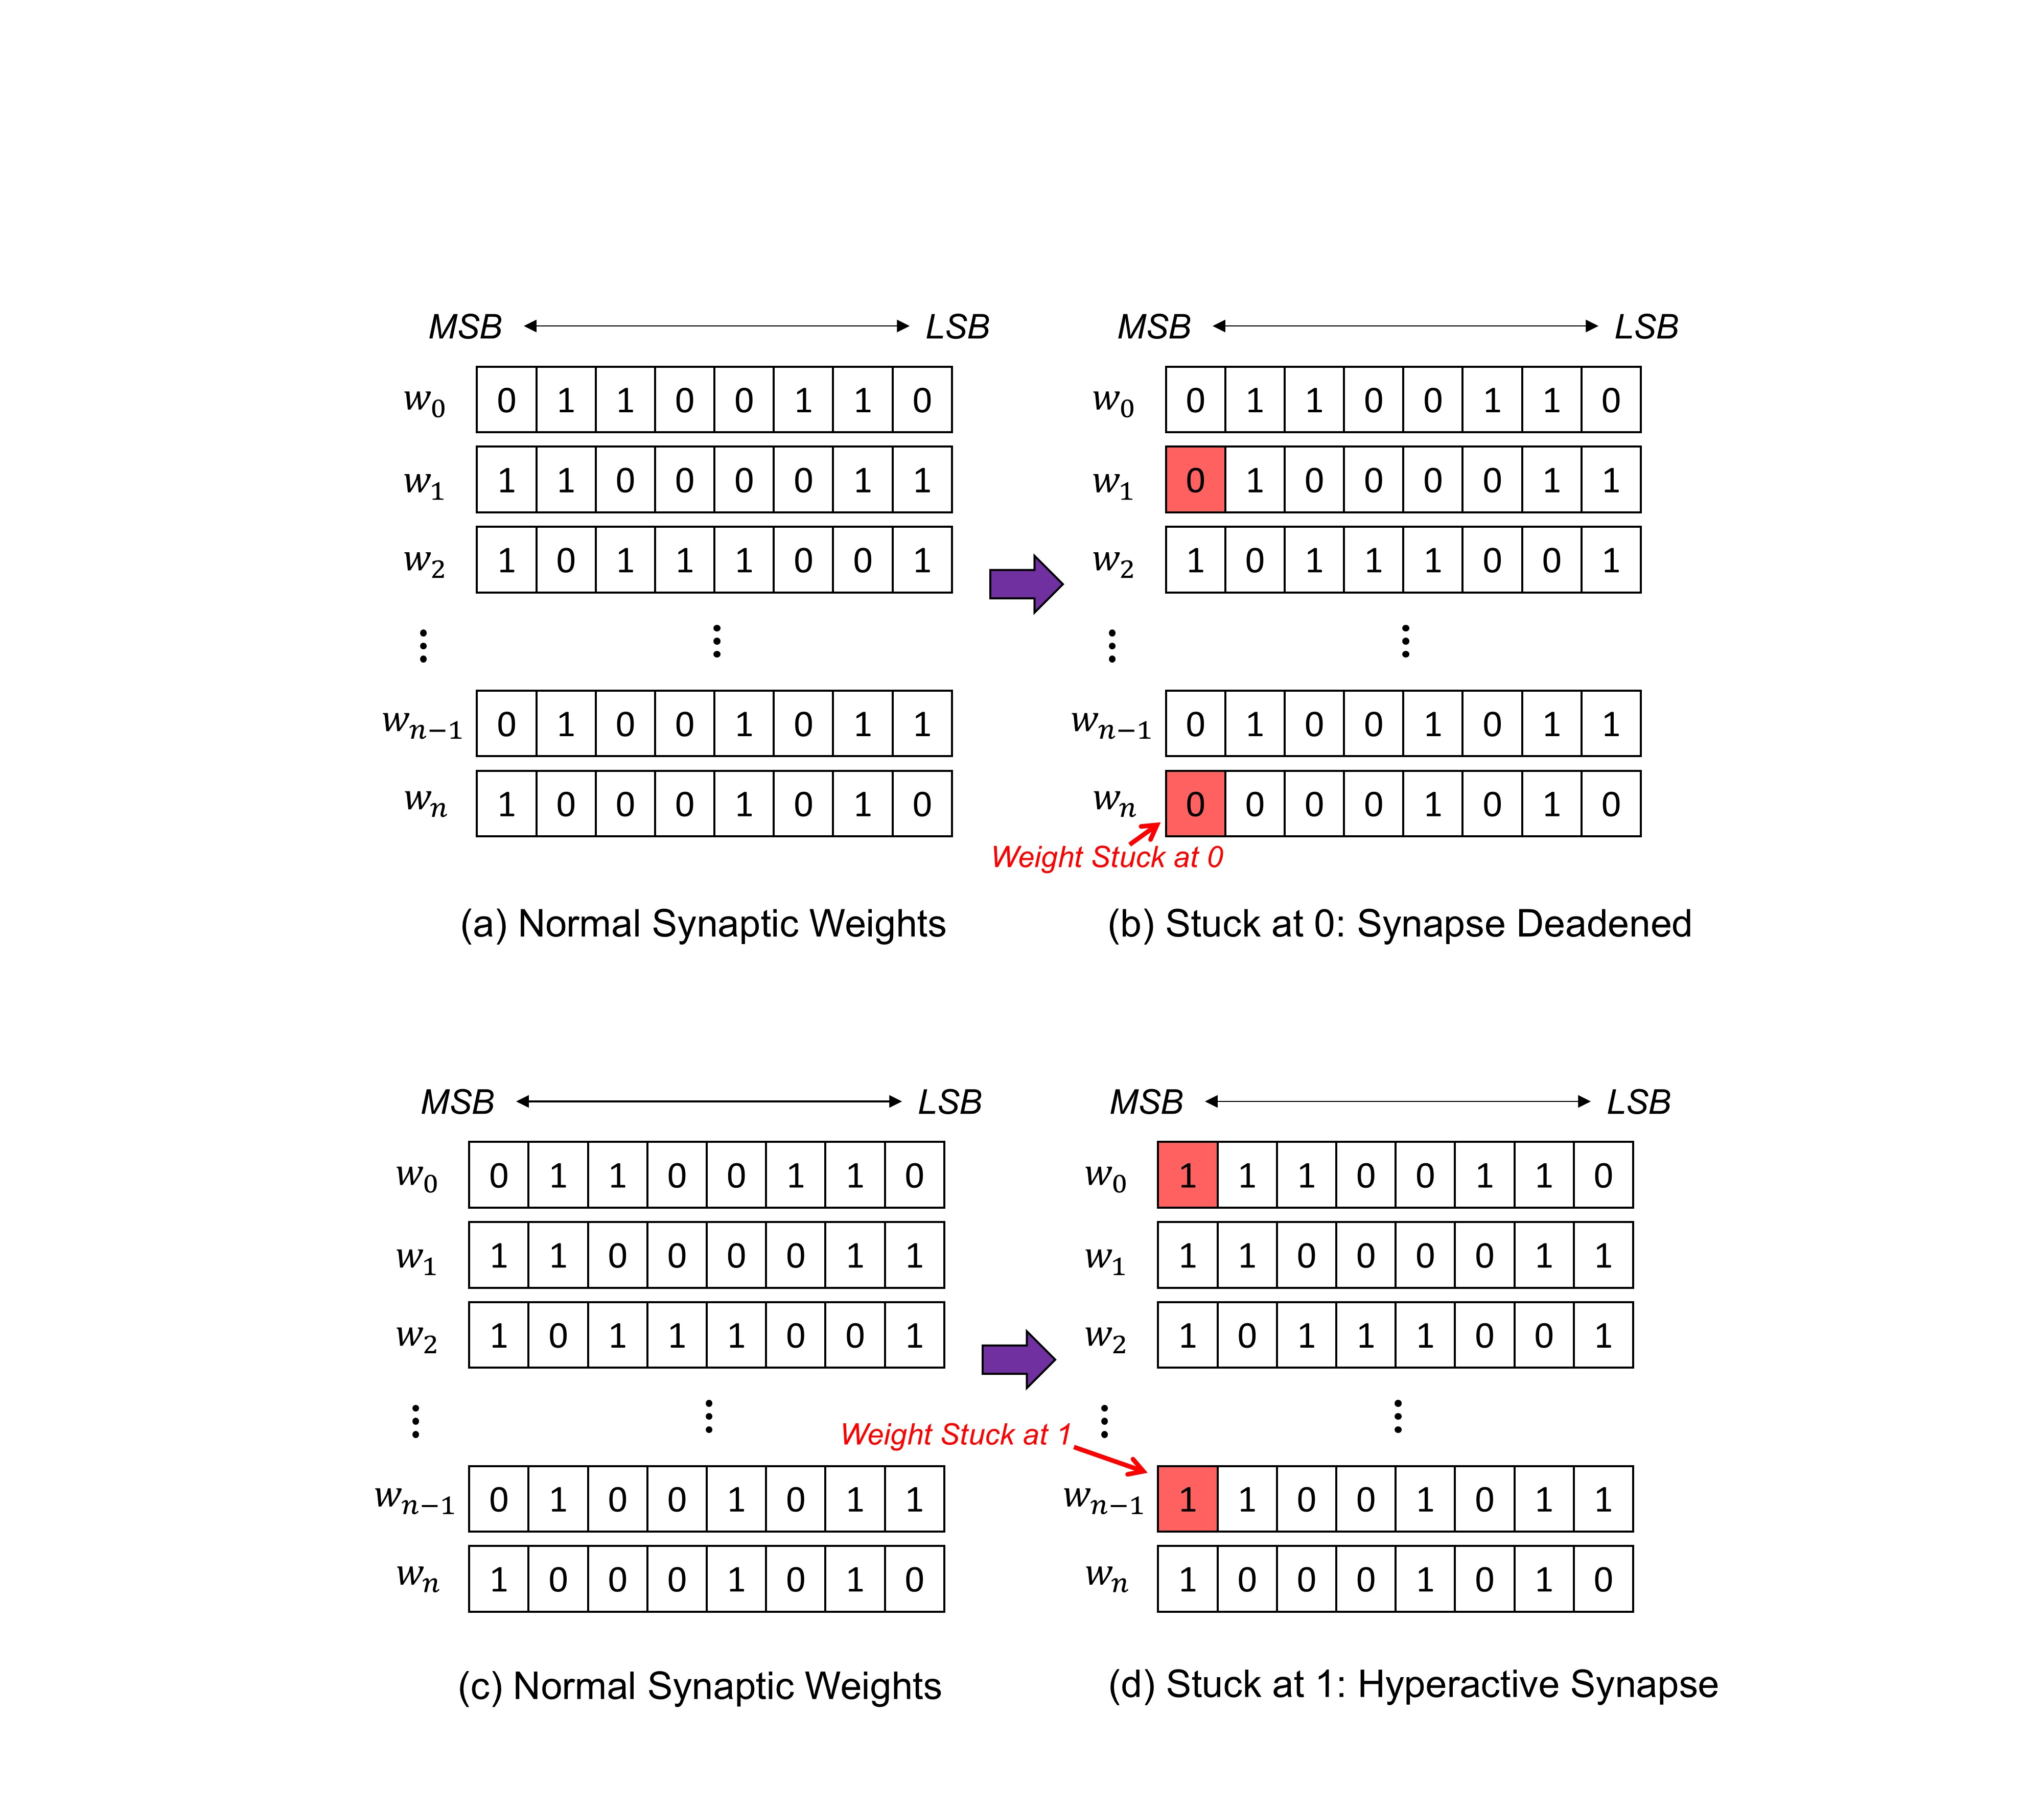 MSB LSB MSB LSB
w0 0 1 1 0 0 1 1 0 w0 0 1 1 0 0 1 1 0
w1 1 1 0 0 0 0 1 1 w1 0 1 0 0 0 0 1 1
w2 1 0 1 1 1 0 0 1 w2 1 0 1 1 1 0 0 1
⋮ ⋮ ⋮ ⋮
wn−1 0 1 0 0 1 0 1 1 wn−1 0 1 0 0 1 0 1 1
wn 1 0 0 0 1 0 1 0 wn 0 0 0 0 1 0 1 0
Weight Stuck at 0
(a) Normal Synaptic Weights (b) Stuck at 0: Synapse Deadened
MSB LSB MSB LSB
w0 0 1 1 0 0 1 1 0 w0 1 1 1 0 0 1 1 0
w1 1 1 0 0 0 0 1 1 w1 1 1 0 0 0 0 1 1
w2 1 0 1 1 1 0 0 1 w2 1 0 1 1 1 0 0 1
⋮ ⋮ ⋮ ⋮
Weight Stuck at 1
wn−1 0 1 0 0 1 0 1 1 wn−1 1 1 0 0 1 0 1 1
wn 1 0 0 0 1 0 1 0 wn 1 0 0 0 1 0 1 0
(c) Normal Synaptic Weights (d) Stuck at 1: Hyperactive Synapse